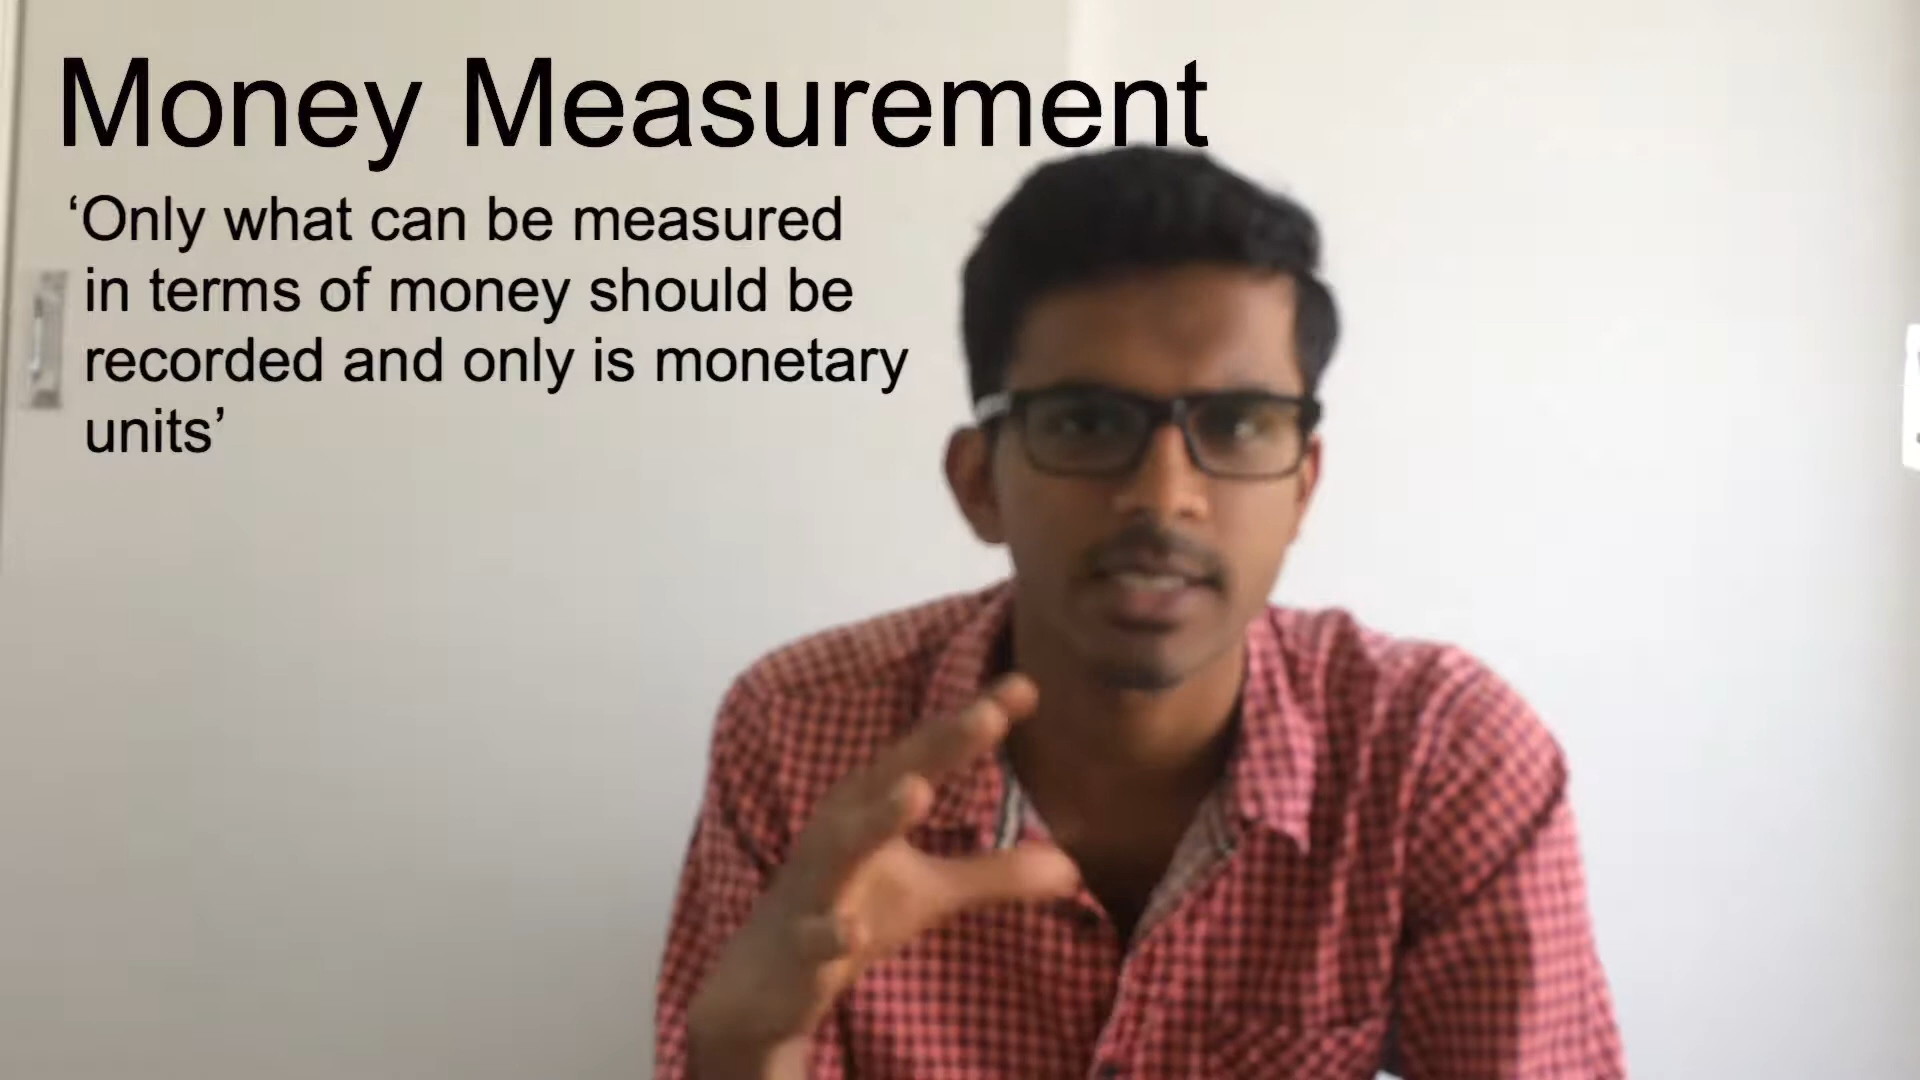 Money Measurement
‘Only what can be measured
in terms of money should be
recorded and only is monetary
units’